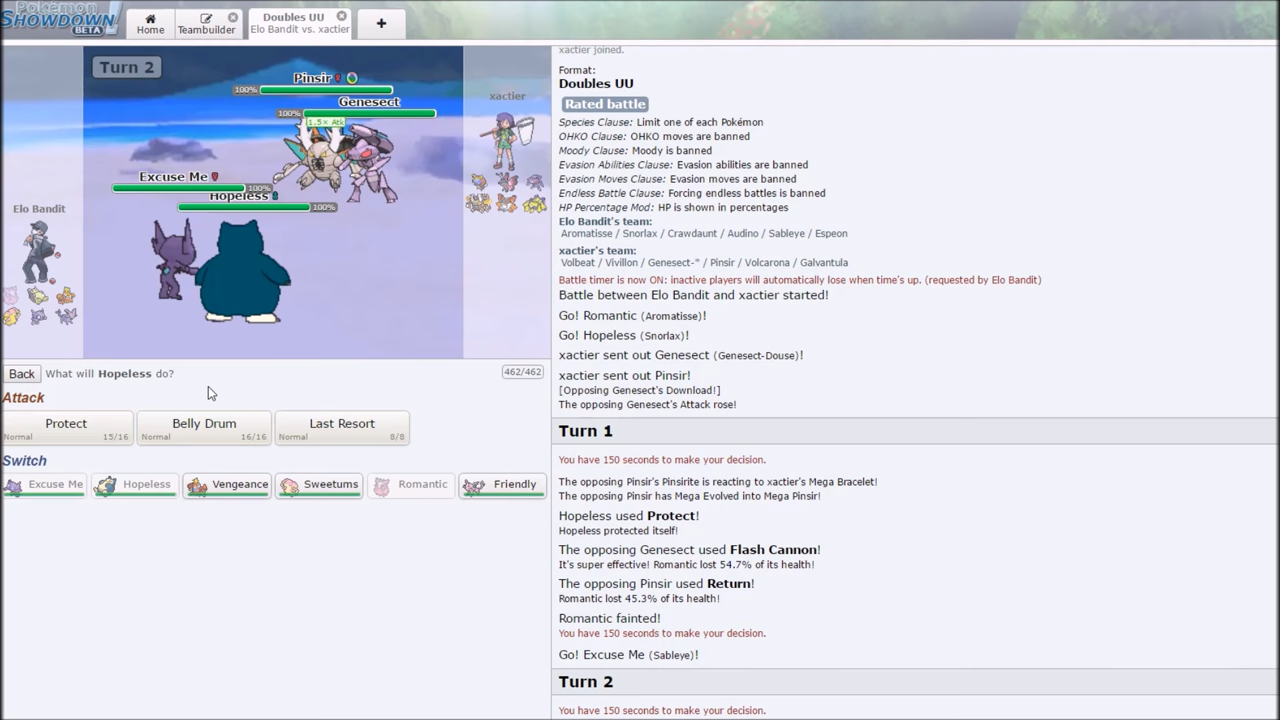 Pokémon
SHOWDOWN
BETA
Home
Teambuilder
Doubles UU
Elo Bandit vs. xactier
+
Turn 2
Pinsir
100%
Genesect
100%
1.5× Atk
Excuse Me
100%
Hopeless
100%
Elo Bandit
xactier
Back
What will Hopeless do?
462/462
Attack
Protect
Normal 15/16
Belly Drum
Normal 16/16
Last Resort
Normal 8/8
Switch
Excuse Me
Hopeless
Vengeance
Sweetums
Romantic
Friendly
xactier joined.
Format:
Doubles UU
Rated battle
Species Clause: Limit one of each Pokémon
OHKO Clause: OHKO moves are banned
Moody Clause: Moody is banned
Evasion Abilities Clause: Evasion abilities are banned
Evasion Moves Clause: Evasion moves are banned
Endless Battle Clause: Forcing endless battles is banned
HP Percentage Mod: HP is shown in percentages
Elo Bandit's team:
Aromatisse / Snorlax / Crawdaunt / Audino / Sableye / Espeon
xactier's team:
Volbeat / Vivillon / Genesect-* / Pinsir / Volcarona / Galvantula
Battle timer is now ON: inactive players will automatically lose when time's up. (requested by Elo Bandit)
Battle between Elo Bandit and xactier started!
Go! Romantic (Aromatisse)!
Go! Hopeless (Snorlax)!
xactier sent out Genesect (Genesect-Douse)!
xactier sent out Pinsir!
[Opposing Genesect's Download!]
The opposing Genesect's Attack rose!
Turn 1
You have 150 seconds to make your decision.
The opposing Pinsir's Pinsirite is reacting to xactier's Mega Bracelet!
The opposing Pinsir has Mega Evolved into Mega Pinsir!
Hopeless used Protect!
Hopeless protected itself!
The opposing Genesect used Flash Cannon!
It's super effective! Romantic lost 54.7% of its health!
The opposing Pinsir used Return!
Romantic lost 45.3% of its health!
Romantic fainted!
You have 150 seconds to make your decision.
Go! Excuse Me (Sableye)!
Turn 2
You have 150 seconds to make your decision.